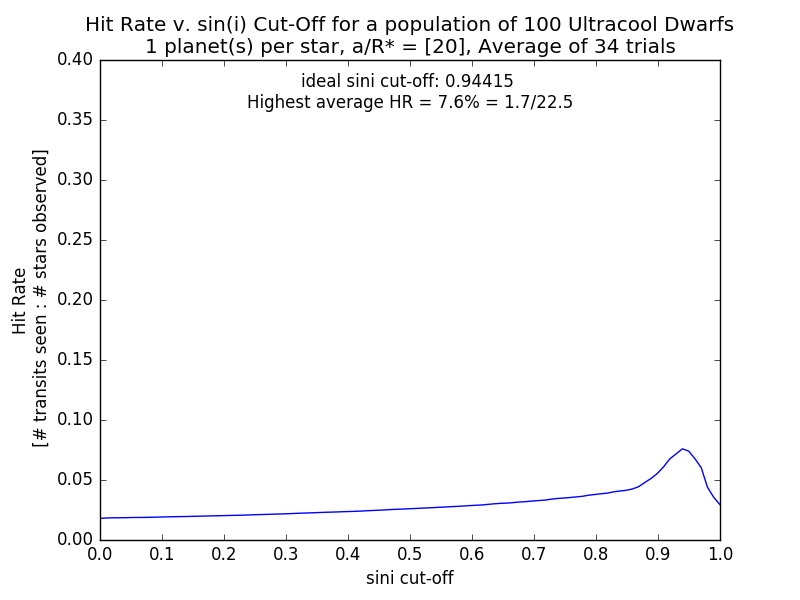 Hit Rate v. sin(i) Cut-Off for a population of 100 Ultracool Dwarfs
1 planet(s) per star, a/R* = [20], Average of 34 trials
ideal sini cut-off: 0.94415
Highest average HR = 7.6% = 1.7/22.5
Hit Rate
[# transits seen : # stars observed]
0.40
0.35
0.30
0.25
0.20
0.15
0.10
0.05
0.00
0.0 0.1 0.2 0.3 0.4 0.5 0.6 0.7 0.8 0.9 1.0
sini cut-off